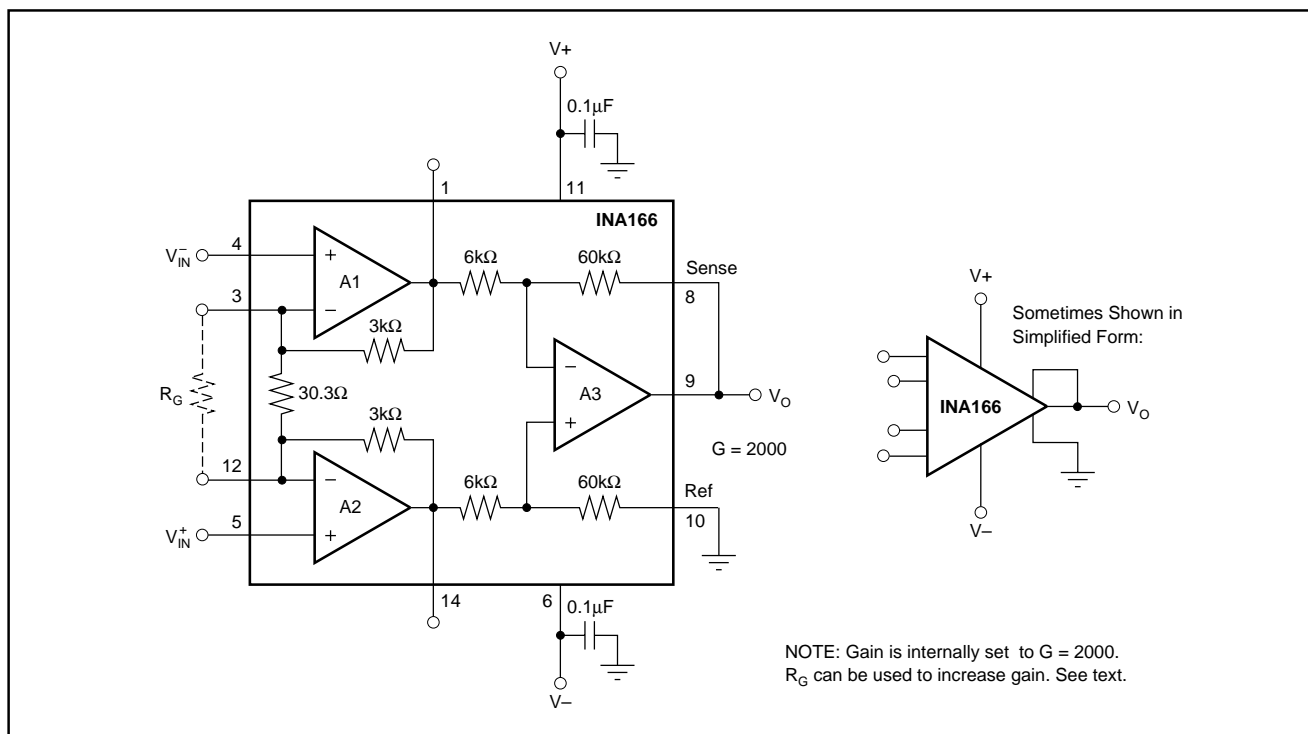 V+
0.1µF
1
11
INA166
4
V–IN
+
A1
–
6kΩ
60kΩ
Sense
8
3
3kΩ
RG
30.3Ω
–
A3
+
9
VO
G = 2000
3kΩ
12
–
A2
+
6kΩ
60kΩ
Ref
10
5
V+IN
14
6
0.1µF
V–
V+
Sometimes Shown in
Simplified Form:
INA166
VO
V–
NOTE: Gain is internally set to G = 2000.
RG can be used to increase gain. See text.